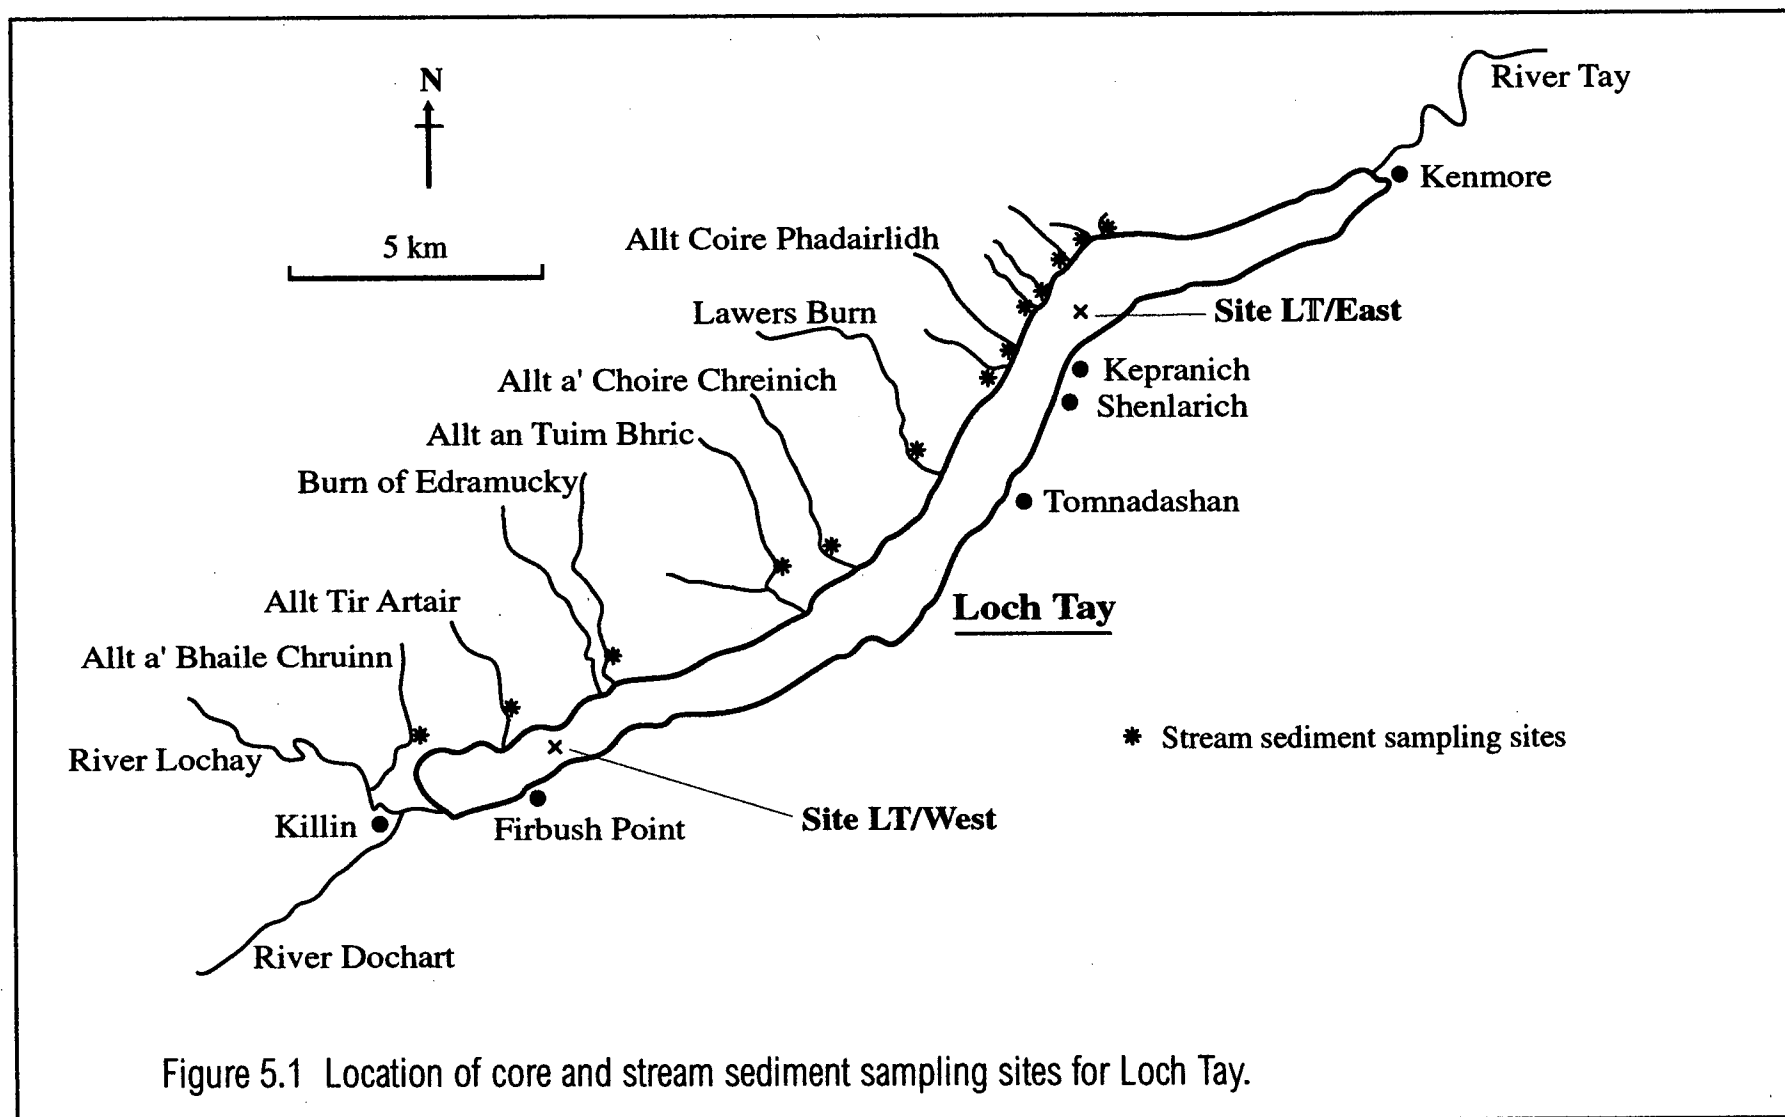 River Tay
N
Kenmore
5 km
Allt Coire Phadairlidh
Lawers Burn
Site LT/East
Kepranich
Allt a' Choire Chreinich
Shenlarich
Allt an Tuim Bhric
Burn of Edramucky
Tomnadashan
Allt Tir Artair
Loch Tay
Allt a' Bhaile Chruinn
Stream sediment sampling sites
River Lochay
Site LT/West
Killin
Firbush Point
River Dochart
Figure 5.1 Location of core and stream sediment sampling sites for Loch Tay.